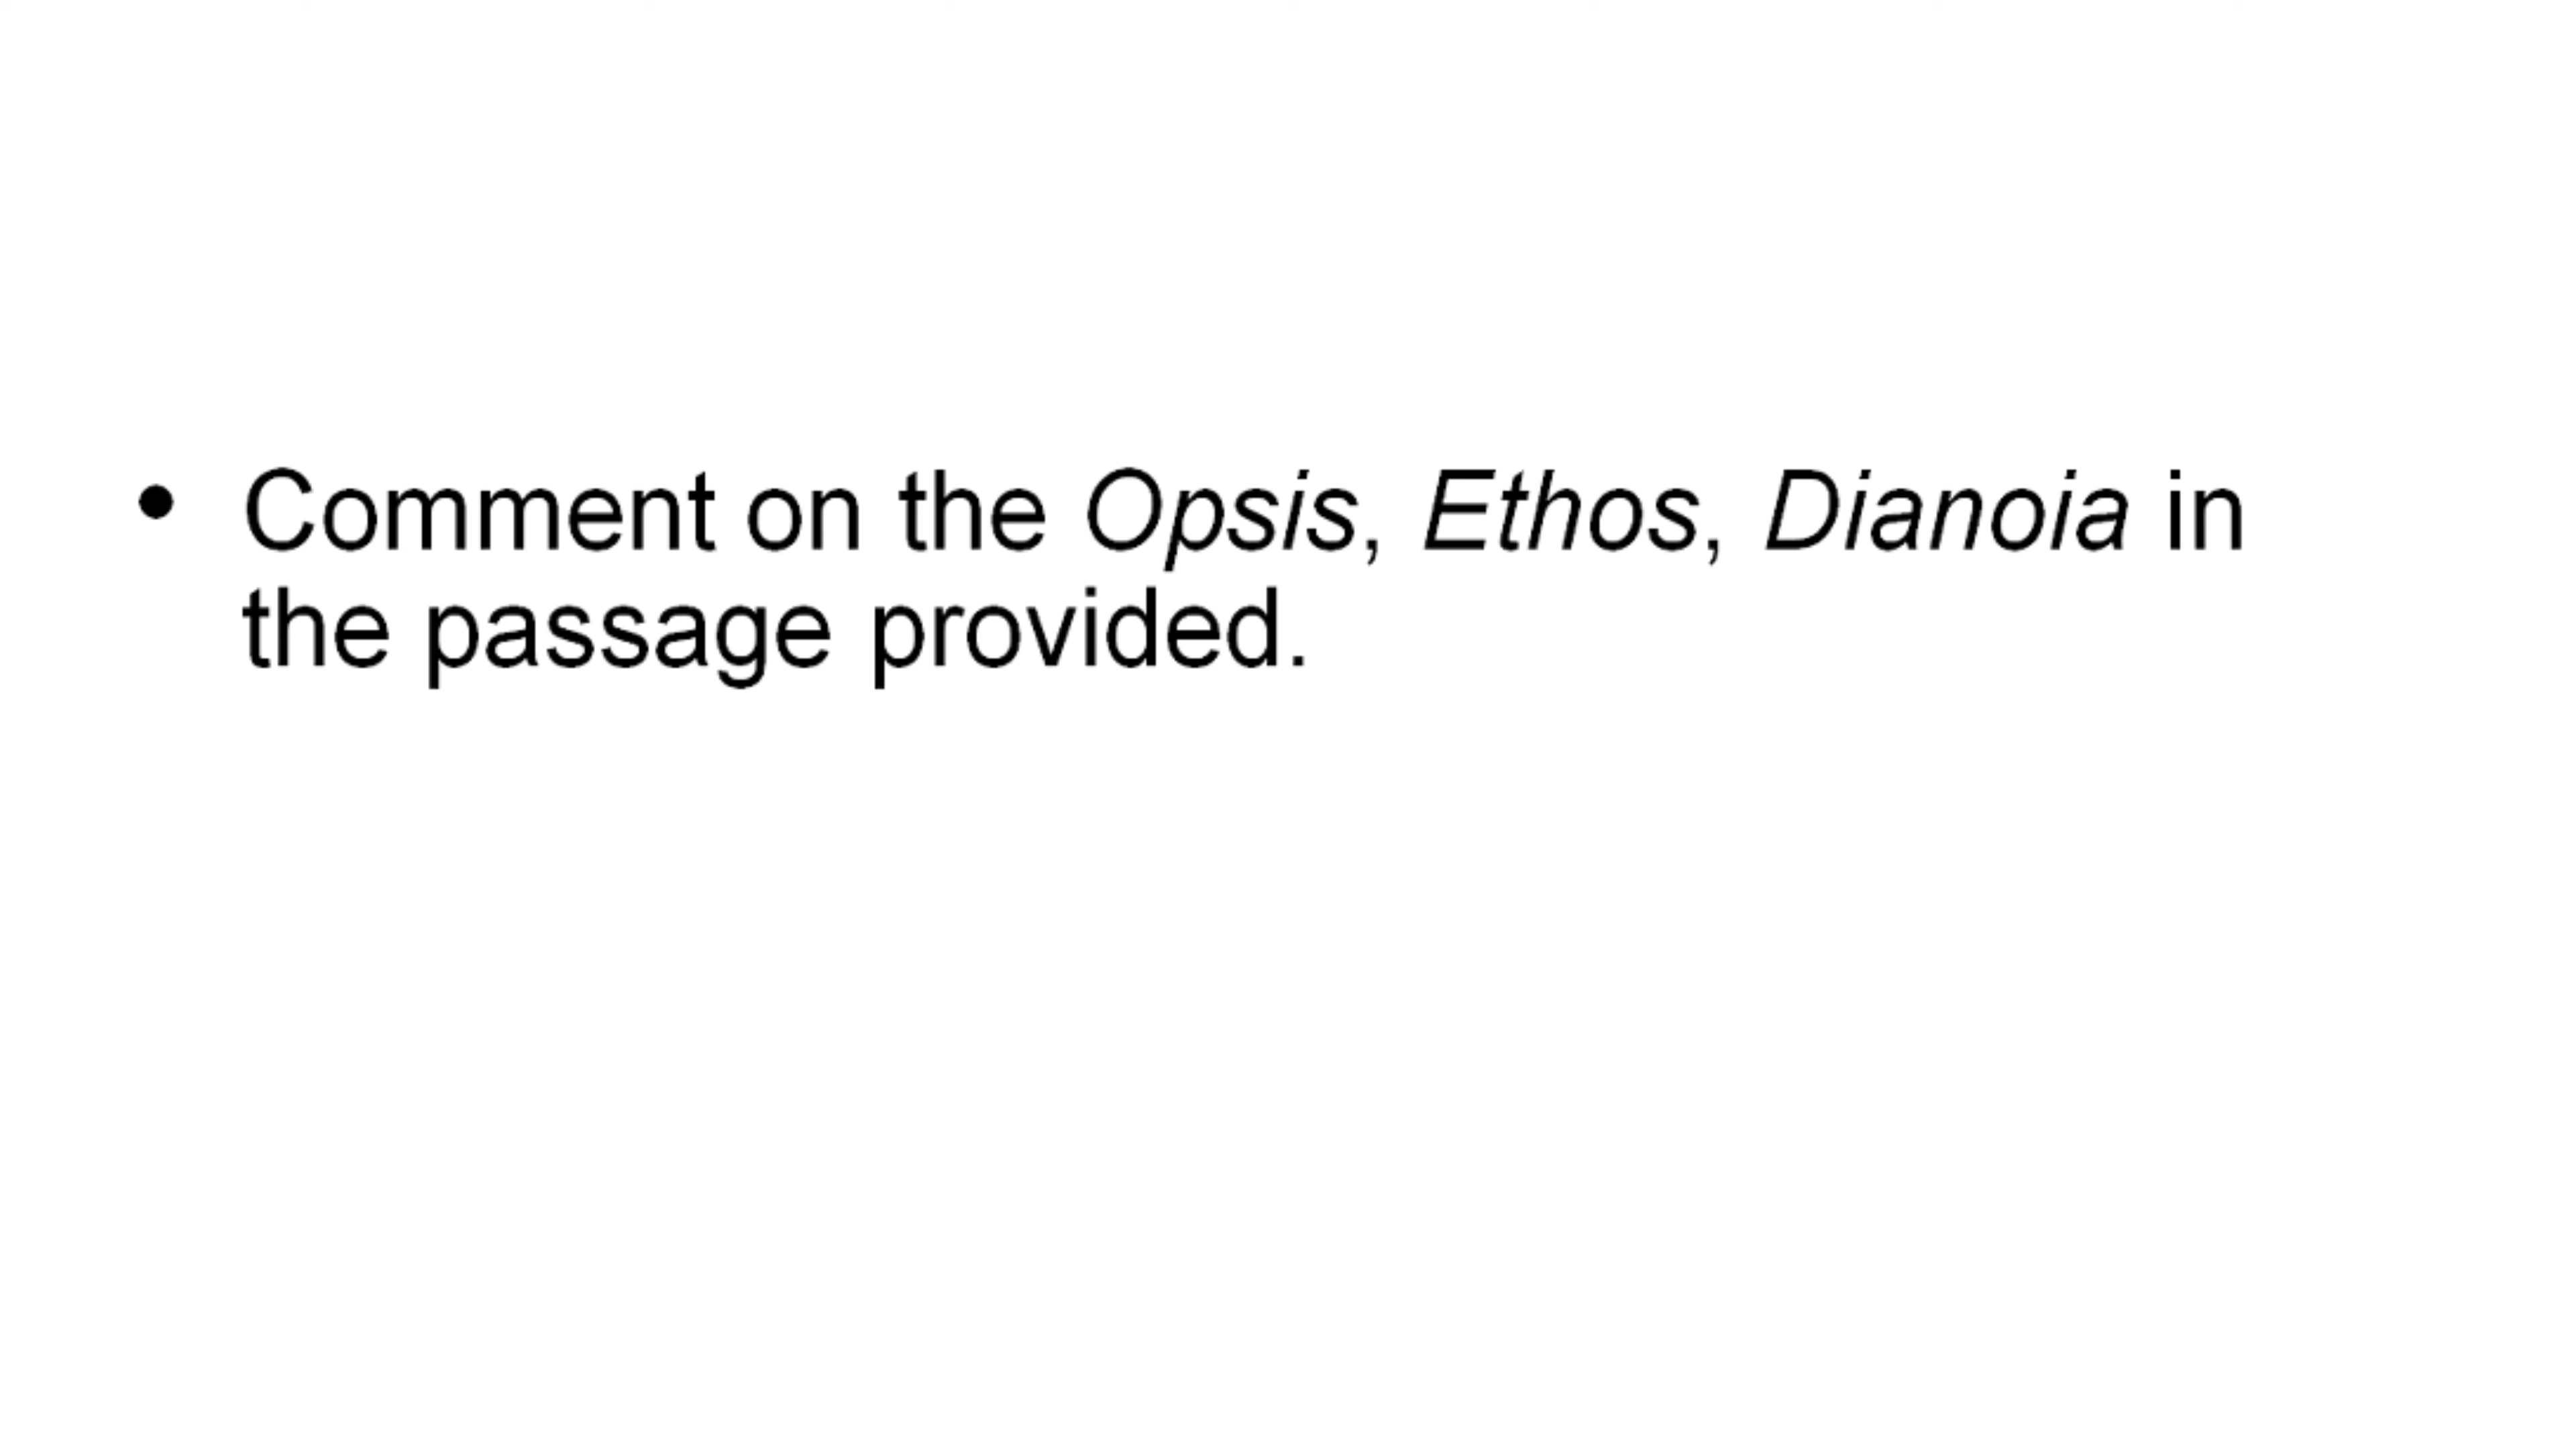 • Comment on the Opsis, Ethos, Dianoia in
the passage provided.